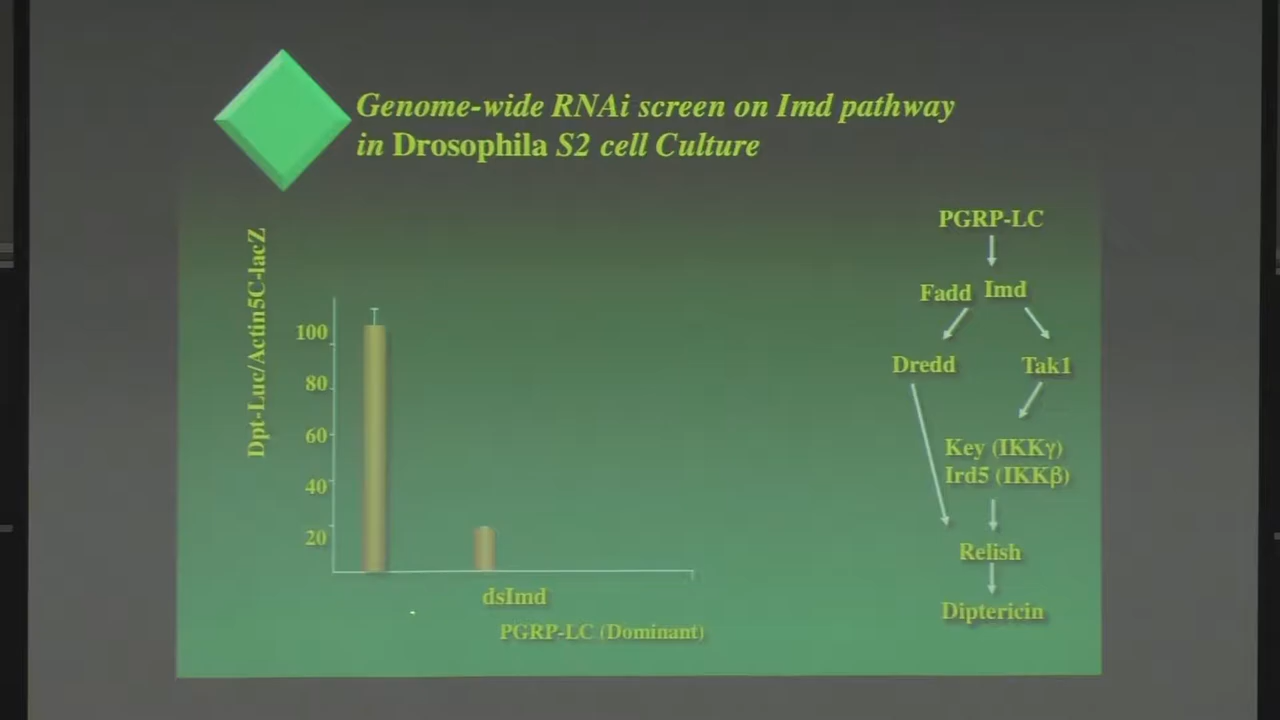 Genome-wide RNAi screen on Imd pathway
in Drosophila S2 cell Culture
Dpt-Luc/Actin5C-lacZ
100
80
60
40
20
dsImd
PGRP-LC (Dominant)
PGRP-LC
Fadd Imd
Dredd Tak1
Key (IKKγ)
Ird5 (IKKβ)
Relish
Diptericin